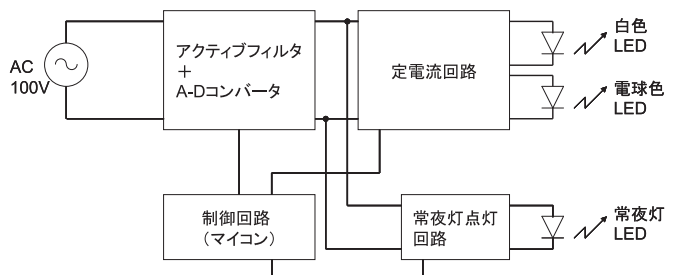 AC
100V
アクティブフィルタ
+
A-Dコンバータ
定電流回路
白色
LED
電球色
LED
制御回路
（マイコン）
常夜灯点灯
回路
常夜灯
LED